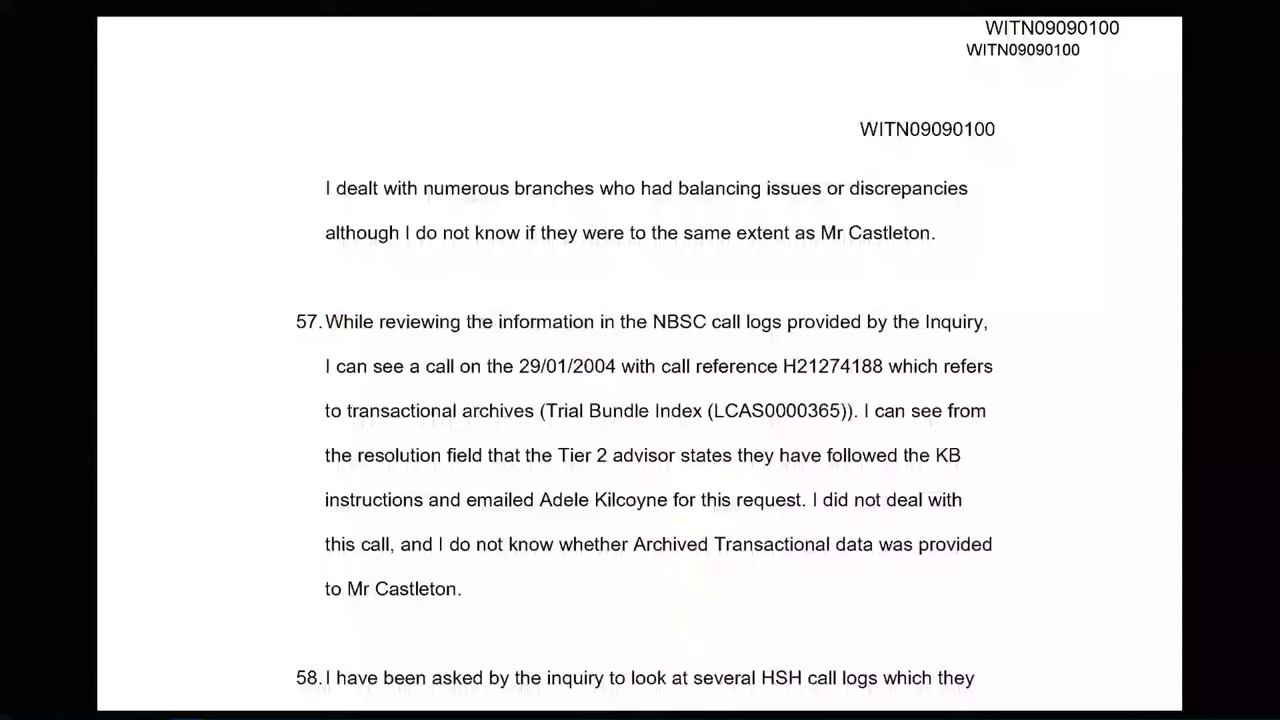 WITN09090100
WITN09090100
WITN09090100
I dealt with numerous branches who had balancing issues or discrepancies
although I do not know if they were to the same extent as Mr Castleton.
57. While reviewing the information in the NBSC call logs provided by the Inquiry,
I can see a call on the 29/01/2004 with call reference H21274188 which refers
to transactional archives (Trial Bundle Index (LCAS0000365)). I can see from
the resolution field that the Tier 2 advisor states they have followed the KB
instructions and emailed Adele Kilcoyne for this request. I did not deal with
this call, and I do not know whether Archived Transactional data was provided
to Mr Castleton.
58. I have been asked by the inquiry to look at several HSH call logs which they